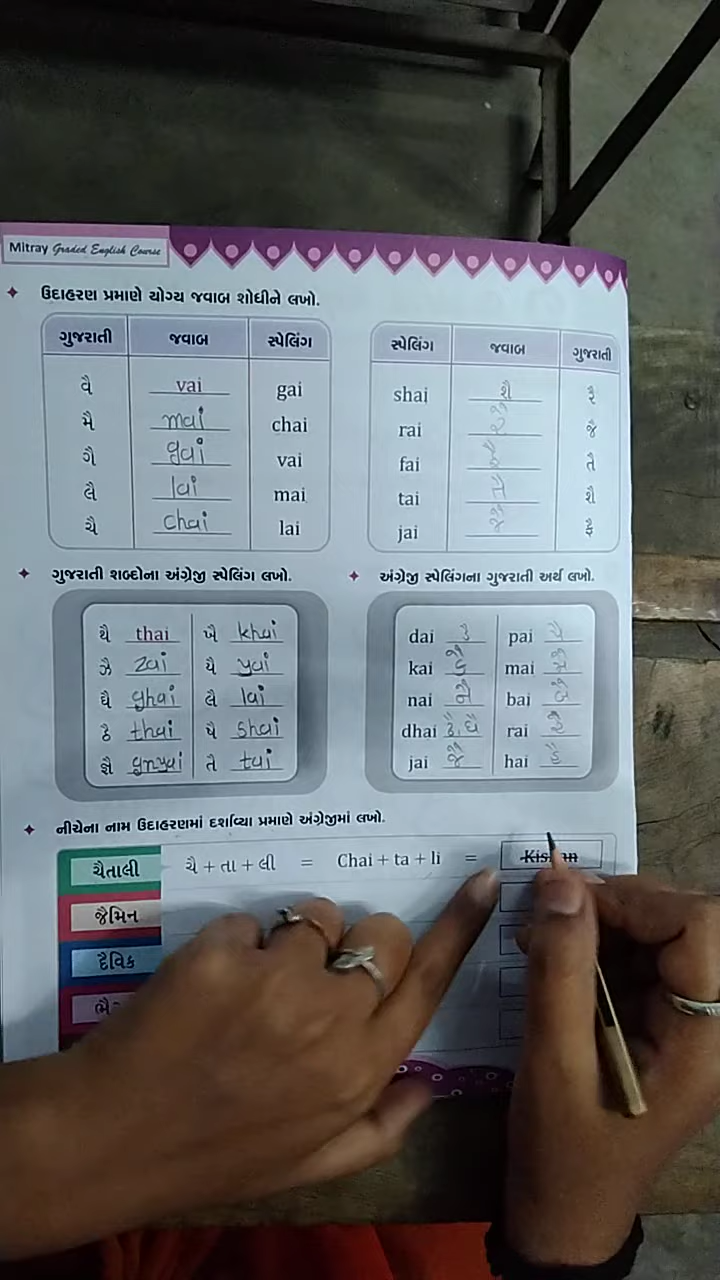 Mitray Graded English Course
ઉદાહરણ પ્રમાણે યોગ્ય જવાબ શોધીને લખો.
ગુજરાતી જવાબ સ્પેલિંગ
વૈ vai gai
મૈ mai chai
ગૈ gai vai
લૈ lai mai
ચૈ chai lai
સ્પેલિંગ જવાબ ગુજરાતી
shai શૈ રૈ
rai રૈ જૈ
fai ફૈ તૈ
tai તૈ શૈ
jai જૈ ફૈ
ગુજરાતી શબ્દોના અંગ્રેજી સ્પેલિંગ લખો.
થૈ thai ખૈ khai
ઝૈ zai યૈ yai
ઘૈ ghai લૈ lai
ઠૈ thai ષૈ shai
જ્ઞૈ gnyai તૈ tai
અંગ્રેજી સ્પેલિંગના ગુજરાતી અર્થ લખો.
dai pai પૈ
kai કૈ mai મૈ
nai નૈ bai બૈ
dhai ઢૈ, ધૈ rai રૈ
jai જૈ hai હૈ
નીચેના નામ ઉદાહરણમાં દર્શાવ્યા પ્રમાણે અંગ્રેજીમાં લખો.
ચૈતાલી ચૈ + તા + લી = Chai + ta + li =
જૈમિન
દૈવિક